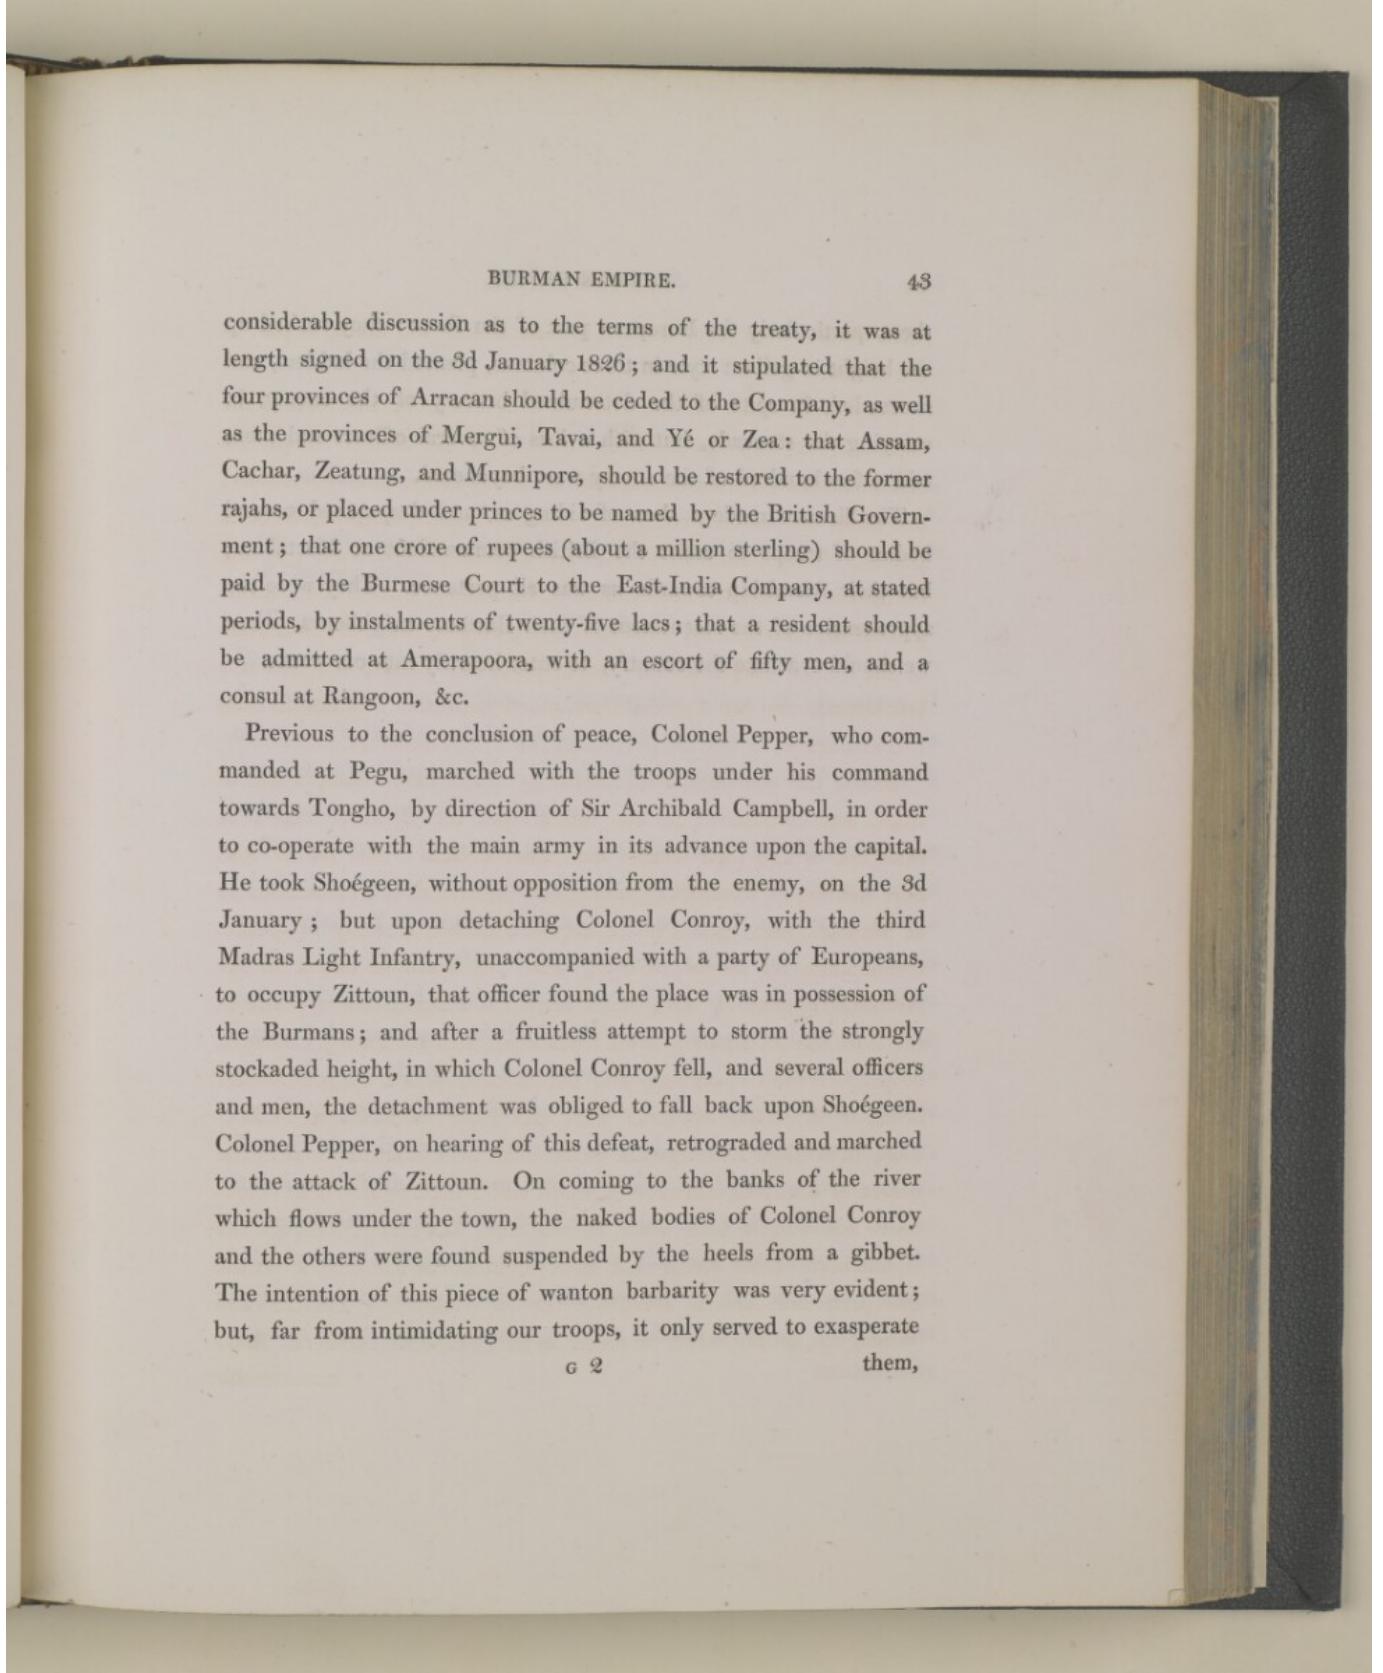 BURMAN EMPIRE. 43
considerable discussion as to the terms of the treaty, it was at
length signed on the 3d January 1826; and it stipulated that the
four provinces of Arracan should be ceded to the Company, as well
as the provinces of Mergui, Tavai, and Yé or Zea: that Assam,
Cachar, Zeatung, and Munnipore, should be restored to the former
rajahs, or placed under princes to be named by the British Govern-
ment; that one crore of rupees (about a million sterling) should be
paid by the Burmese Court to the East-India Company, at stated
periods, by instalments of twenty-five lacs; that a resident should
be admitted at Amerapoora, with an escort of fifty men, and a
consul at Rangoon, &c.
Previous to the conclusion of peace, Colonel Pepper, who com-
manded at Pegu, marched with the troops under his command
towards Tongho, by direction of Sir Archibald Campbell, in order
to co-operate with the main army in its advance upon the capital.
He took Shoégeen, without opposition from the enemy, on the 3d
January; but upon detaching Colonel Conroy, with the third
Madras Light Infantry, unaccompanied with a party of Europeans,
to occupy Zittoun, that officer found the place was in possession of
the Burmans; and after a fruitless attempt to storm the strongly
stockaded height, in which Colonel Conroy fell, and several officers
and men, the detachment was obliged to fall back upon Shoégeen.
Colonel Pepper, on hearing of this defeat, retrograded and marched
to the attack of Zittoun. On coming to the banks of the river
which flows under the town, the naked bodies of Colonel Conroy
and the others were found suspended by the heels from a gibbet.
The intention of this piece of wanton barbarity was very evident;
but, far from intimidating our troops, it only served to exasperate
G 2 them,